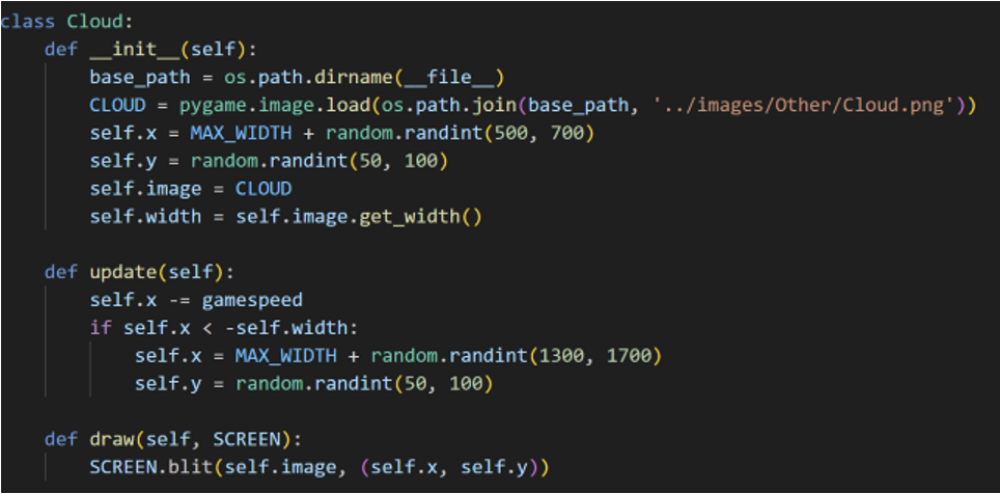 class Cloud:
    def __init__(self):
        base_path = os.path.dirname(__file__)
        CLOUD = pygame.image.load(os.path.join(base_path, '../images/Other/Cloud.png'))
        self.x = MAX_WIDTH + random.randint(500, 700)
        self.y = random.randint(50, 100)
        self.image = CLOUD
        self.width = self.image.get_width()

    def update(self):
        self.x -= gamespeed
        if self.x < -self.width:
            self.x = MAX_WIDTH + random.randint(1300, 1700)
            self.y = random.randint(50, 100)

    def draw(self, SCREEN):
        SCREEN.blit(self.image, (self.x, self.y))